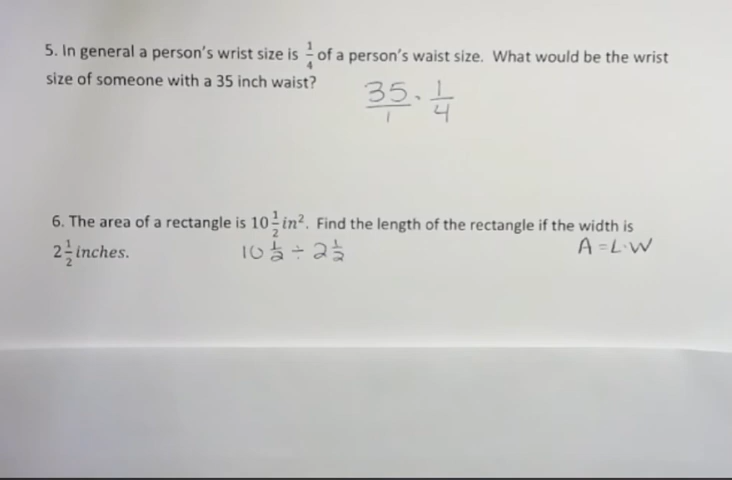 5. In general a person's wrist size is 1/4 of a person's waist size. What would be the wrist
size of someone with a 35 inch waist?
35/1 · 1/4
6. The area of a rectangle is 10 1/2 in². Find the length of the rectangle if the width is
2 1/2 inches.
10 1/2 ÷ 2 1/2
A = L·W